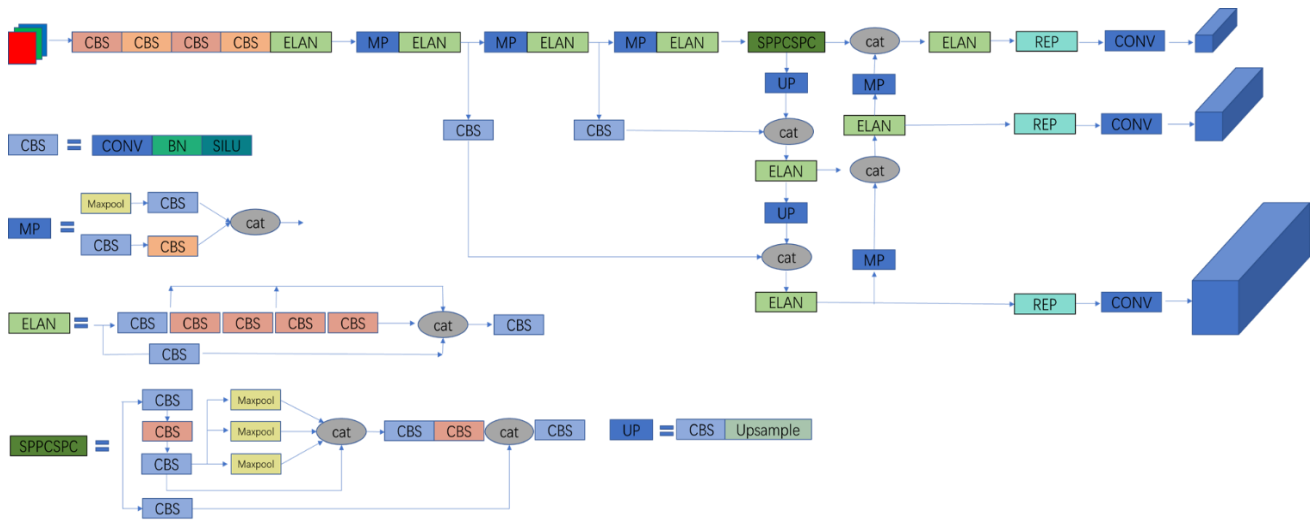 CBS CBS CBS CBS ELAN MP ELAN MP ELAN MP ELAN SPPCSPC cat ELAN REP CONV
UP MP
CBS CBS cat ELAN REP CONV
CBS = CONV BN SILU
ELAN cat
Maxpool CBS
MP = cat UP
CBS CBS cat MP
ELAN REP CONV
ELAN = CBS CBS CBS CBS CBS cat CBS
CBS
CBS Maxpool
SPPCSPC = CBS Maxpool cat CBS CBS cat CBS UP = CBS Upsample
CBS Maxpool
CBS